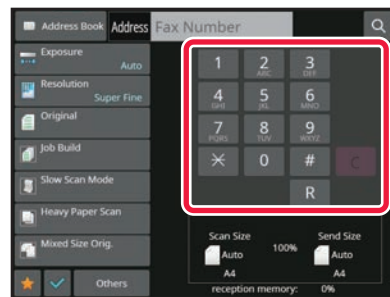 Address Book Address Fax Number
Exposure
Auto
Resolution
Super Fine
Original
Job Build
Slow Scan Mode
Heavy Paper Scan
Mixed Size Orig.
Others
1 2 3
ABC DEF
4 5 6
GHI JKL MNO
7 8 9
PQRS TUV WXYZ
* 0 # C
R
Scan Size Send Size
Auto 100% Auto
A4 A4
reception memory: 0%